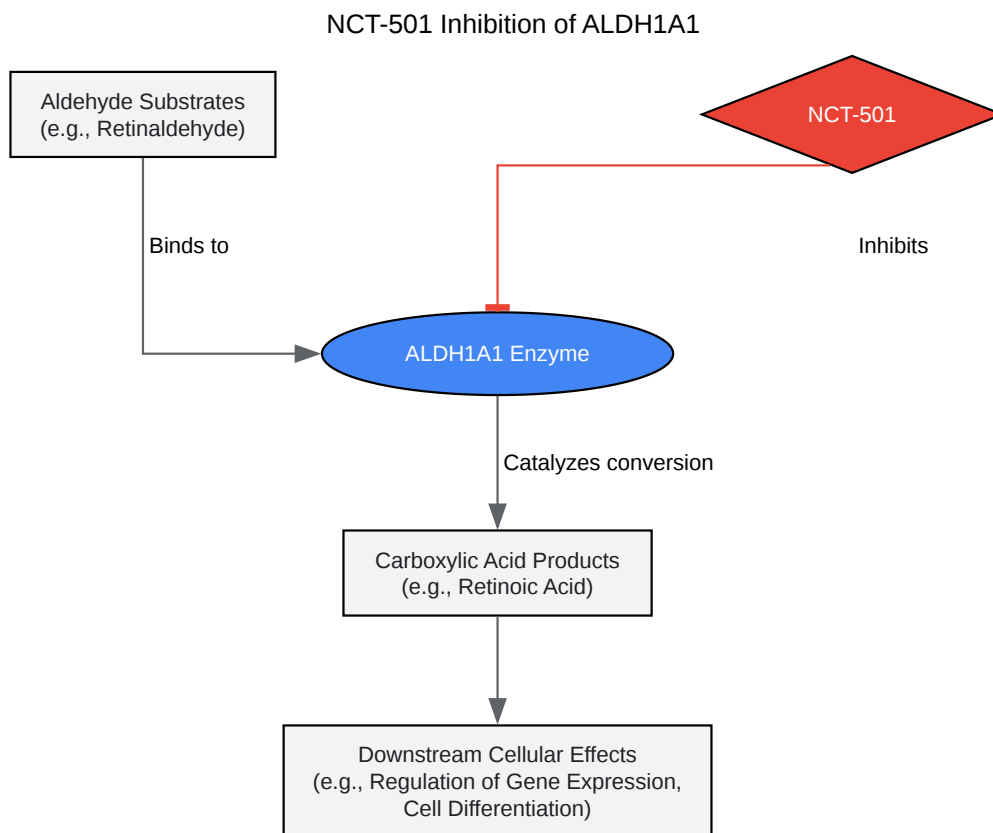 NCT-501 Inhibition of ALDH1A1
Aldehyde Substrates
(e.g., Retinaldehyde)
NCT-501
Binds to
Inhibits
ALDH1A1 Enzyme
Catalyzes conversion
Carboxylic Acid Products
(e.g., Retinoic Acid)
Downstream Cellular Effects
(e.g., Regulation of Gene Expression,
Cell Differentiation)